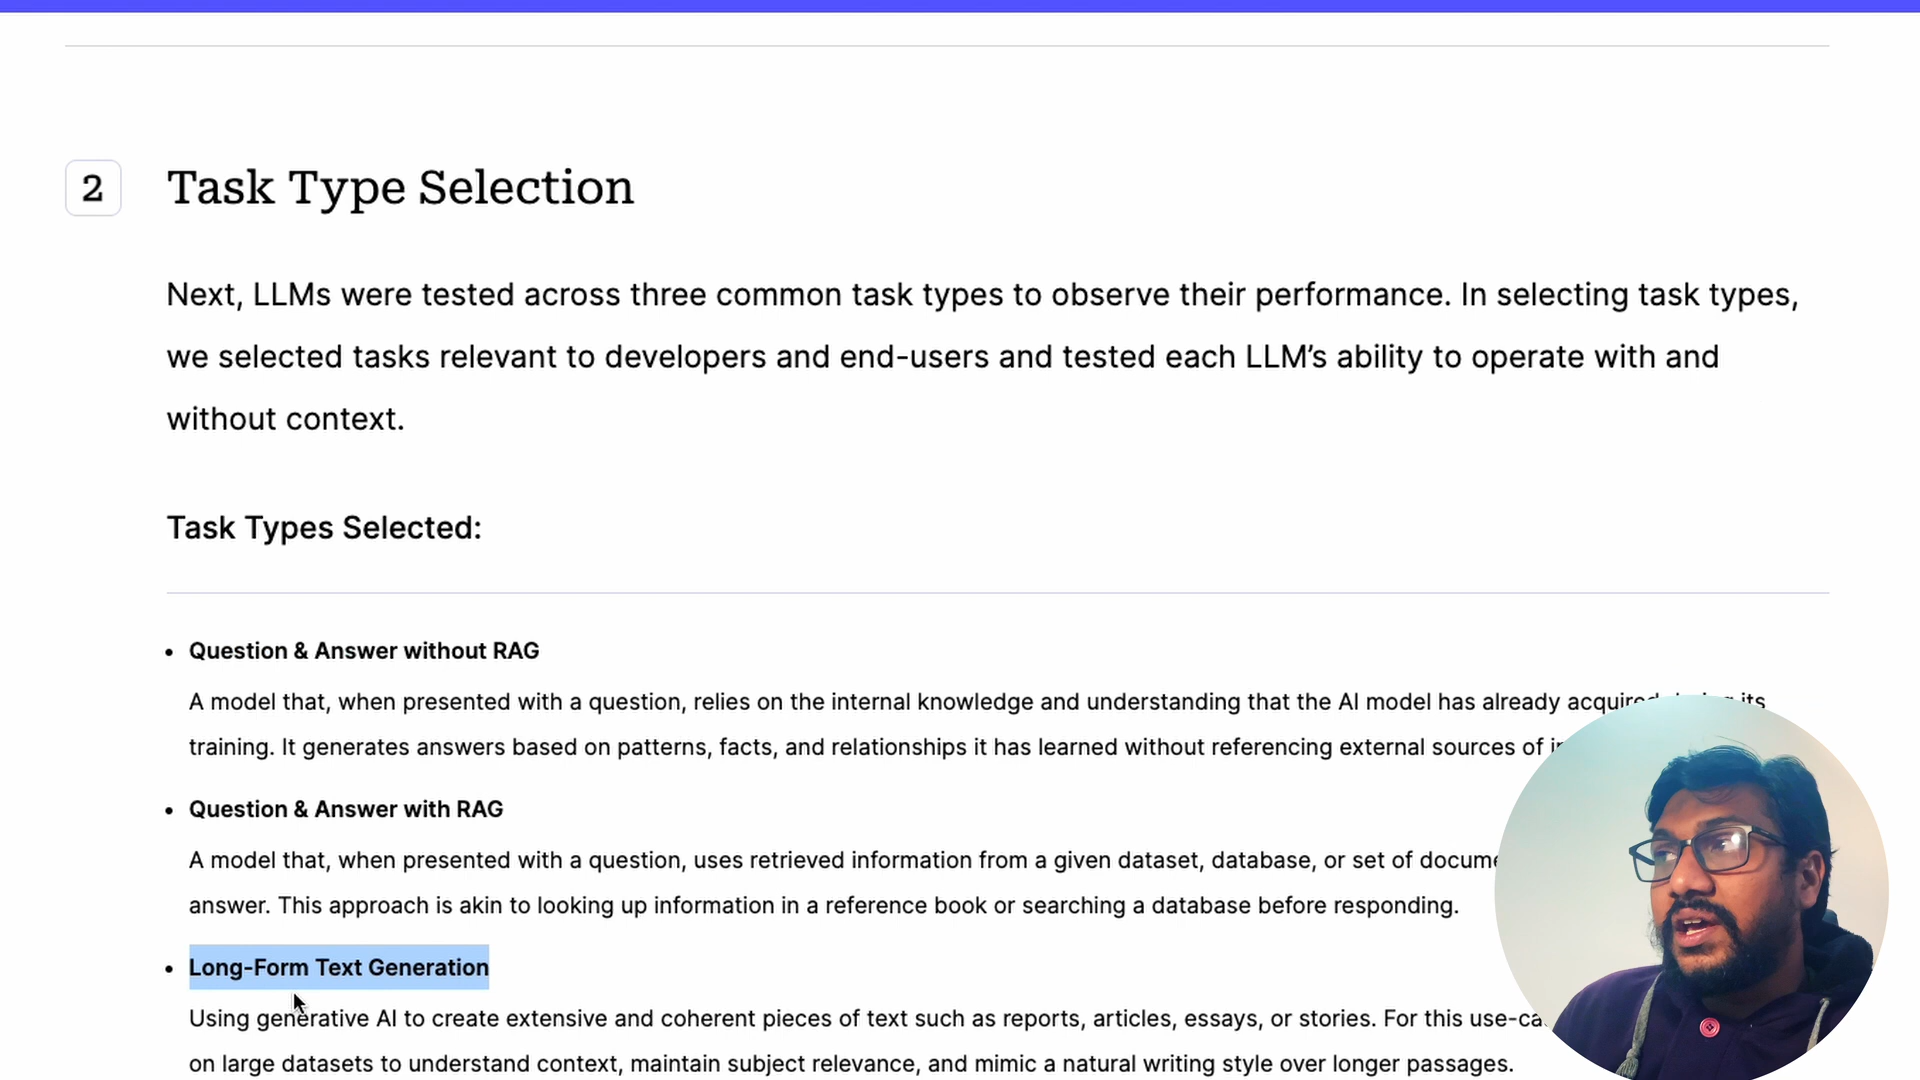 2
Task Type Selection
Next, LLMs were tested across three common task types to observe their performance. In selecting task types,
we selected tasks relevant to developers and end-users and tested each LLM’s ability to operate with and
without context.
Task Types Selected:
• Question & Answer without RAG
A model that, when presented with a question, relies on the internal knowledge and understanding that the AI model has already its
training. It generates answers based on patterns, facts, and relationships it has learned without referencing external sources of
• Question & Answer with RAG
A model that, when presented with a question, uses retrieved information from a given dataset, database, or set of
answer. This approach is akin to looking up information in a reference book or searching a database before responding.
• Long-Form Text Generation
Using generative AI to create extensive and coherent pieces of text such as reports, articles, essays, or stories. For this
on large datasets to understand context, maintain subject relevance, and mimic a natural writing style over longer passages.